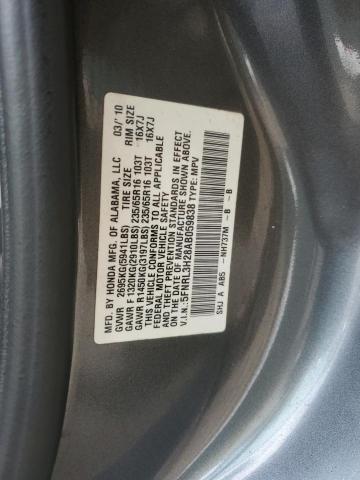 MFD. BY HONDA MFG. OF ALABAMA, LLC 03/'10
GVWR 2695KG(5941LBS) TIRE SIZE RIM SIZE
GAWR F 1320KG(2910LBS) 235/65R16 103T 16X7J
GAWR R1450KG(3197LBS) 235/65R16 103T 16X7J
THIS VEHICLE CONFORMS TO ALL APPLICABLE
FEDERAL MOTOR VEHICLE SAFETY AND
THEFT PREVENTION STANDARDS IN EFFECT
ON THE DATE OF MANUFACTURE SHOWN ABOVE.
V.I.N.:5FNRL3H28AB059838 TYPE: MPV
SHJ A AB5 -NH737M -B -B